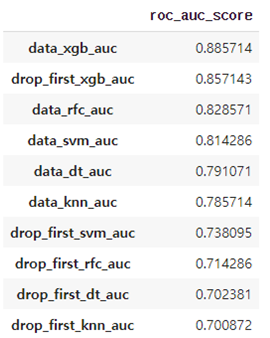 roc_auc_score
data_xgb_auc 0.885714
drop_first_xgb_auc 0.857143
data_rfc_auc 0.828571
data_svm_auc 0.814286
data_dt_auc 0.791071
data_knn_auc 0.785714
drop_first_svm_auc 0.738095
drop_first_rfc_auc 0.714286
drop_first_dt_auc 0.702381
drop_first_knn_auc 0.700872